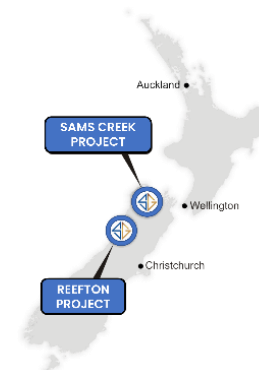 Auckland
SAMS CREEK
PROJECT
Wellington
Christchurch
REEFTON
PROJECT